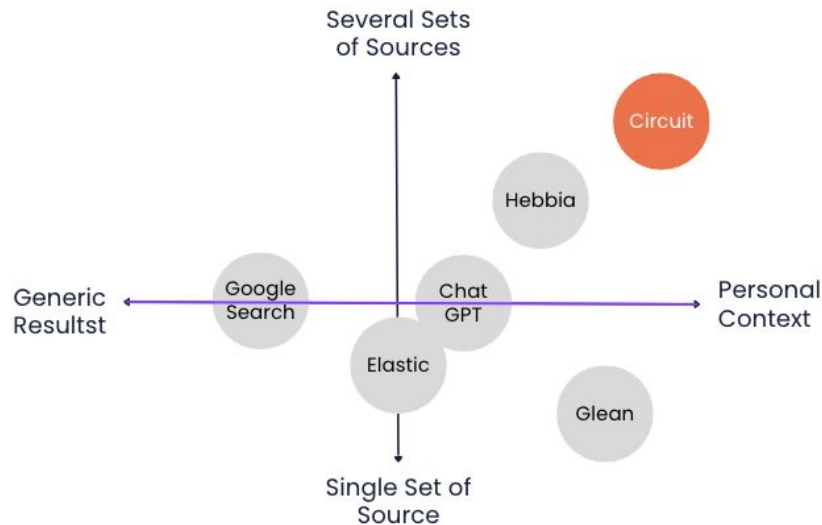 Several Sets
of Sources
Circuit
Hebbia
Generic
Resultst
Google
Search
Chat
GPT
Personal
Context
Elastic
Glean
Single Set of
Source